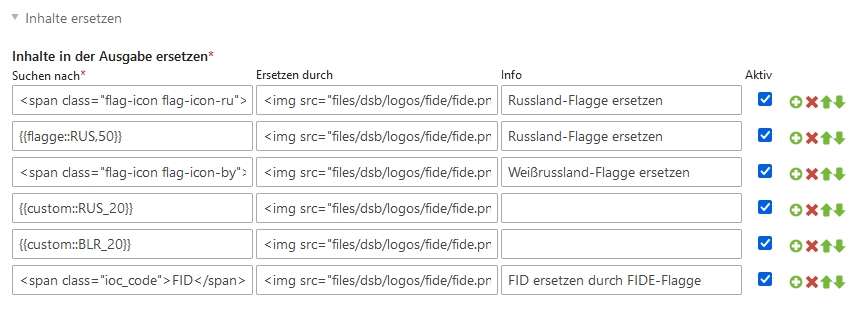 Inhalte ersetzen
Inhalte in der Ausgabe ersetzen*
Suchen nach* Ersetzen durch Info Aktiv
<span class="flag-icon flag-icon-ru"> <img src="files/dsb/logos/fide/fide.pn Russland-Flagge ersetzen
{{flagge::RUS,50}} <img src="files/dsb/logos/fide/fide.pn Russland-Flagge ersetzen
<span class="flag-icon flag-icon-by"> <img src="files/dsb/logos/fide/fide.pn Weißrussland-Flagge ersetzen
{{custom::RUS_20}} <img src="files/dsb/logos/fide/fide.pn
{{custom::BLR_20}} <img src="files/dsb/logos/fide/fide.pn
<span class="ioc_code">FID</span> <img src="files/dsb/logos/fide/fide.pn FID ersetzen durch FIDE-Flagge